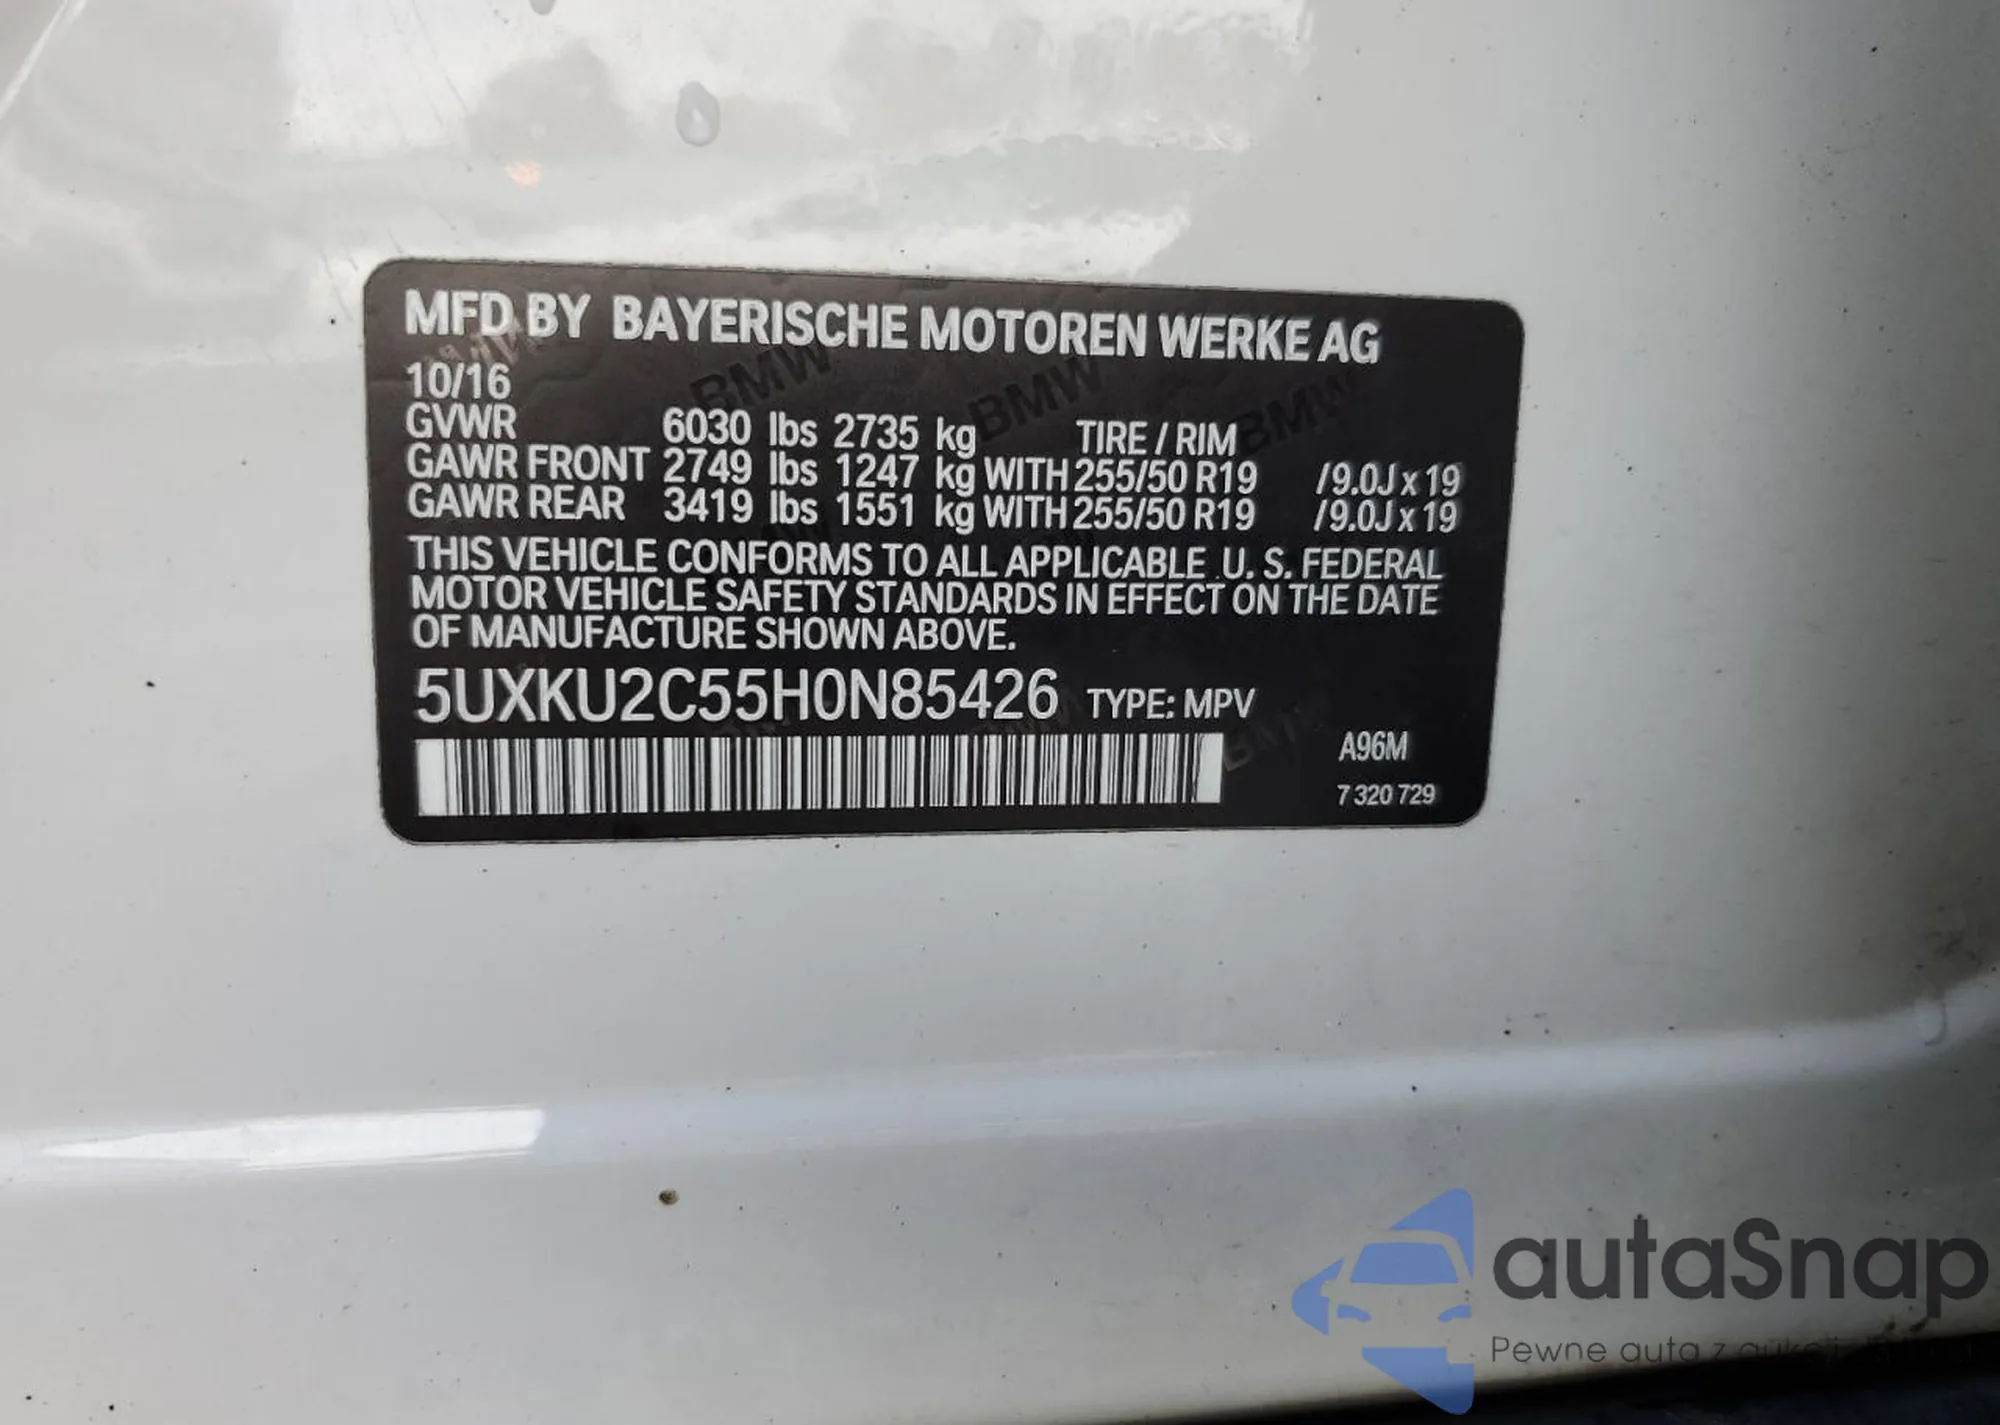 MFD BY BAYERISCHE MOTOREN WERKE AG
10/16
GVWR 6030 lbs 2735 kg TIRE / RIM
GAWR FRONT 2749 lbs 1247 kg WITH 255/50 R19 /9.0J x 19
GAWR REAR 3419 lbs 1551 kg WITH 255/50 R19 /9.0J x 19
THIS VEHICLE CONFORMS TO ALL APPLICABLE U. S. FEDERAL
MOTOR VEHICLE SAFETY STANDARDS IN EFFECT ON THE DATE
OF MANUFACTURE SHOWN ABOVE.
5UXKU2C55H0N85426 TYPE: MPV
A96M
7 320 729
autaSnap
Pewne auta z aukcji